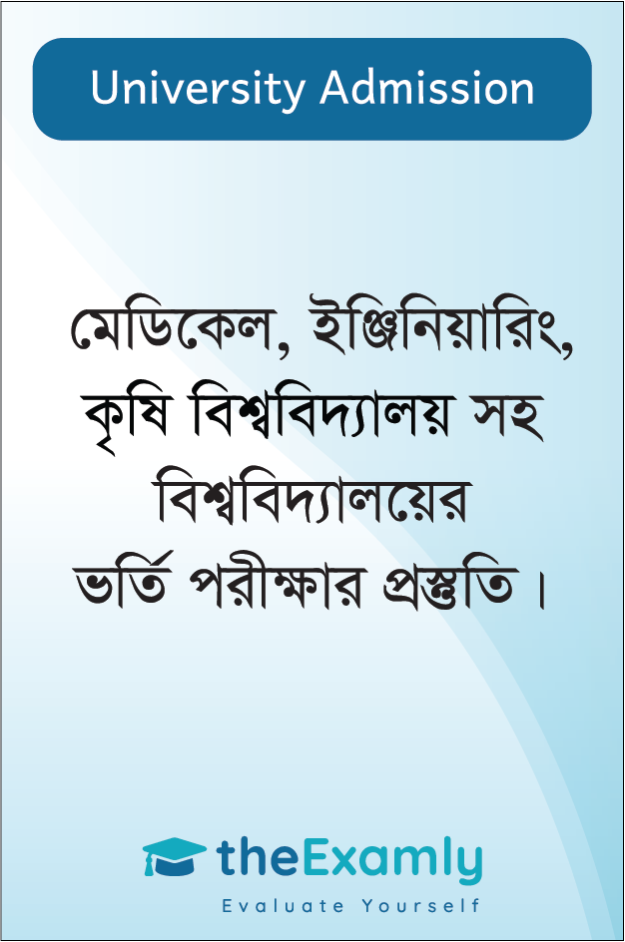 University Admission
মেডিকেল, ইঞ্জিনিয়ারিং,
কৃষি বিশ্ববিদ্যালয় সহ
বিশ্ববিদ্যালয়ের
ভর্তি পরীক্ষার প্রস্তুতি।
theExamly
Evaluate Yourself